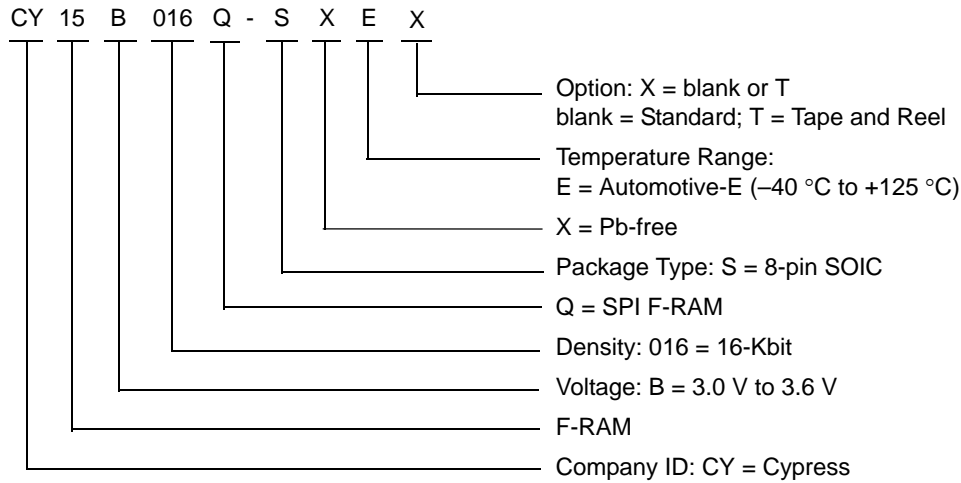 CY 15 B 016 Q - S X E X
Option: X = blank or T
blank = Standard; T = Tape and Reel
Temperature Range:
E = Automotive-E (–40 °C to +125 °C)
X = Pb-free
Package Type: S = 8-pin SOIC
Q = SPI F-RAM
Density: 016 = 16-Kbit
Voltage: B = 3.0 V to 3.6 V
F-RAM
Company ID: CY = Cypress